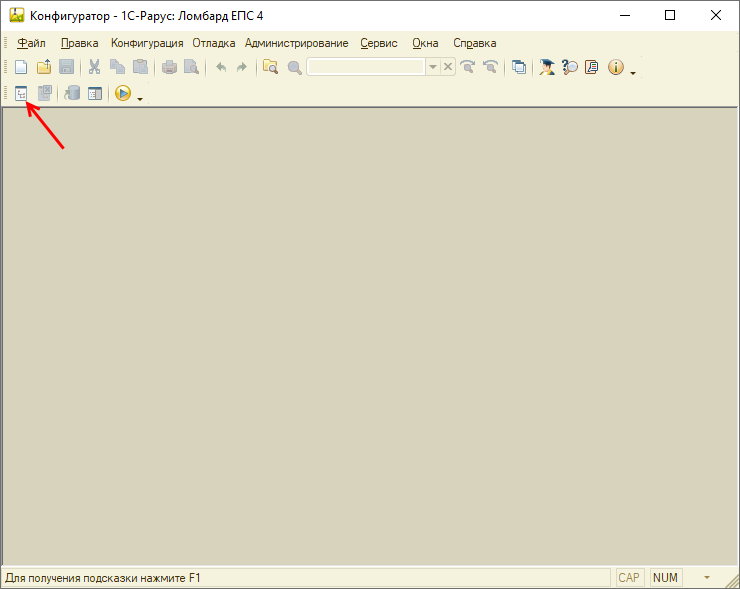 Конфигуратор - 1С-Рарус: Ломбард ЕПС 4
Файл Правка Конфигурация Отладка Администрирование Сервис Окна Справка
Для получения подсказки нажмите F1 CAP NUM